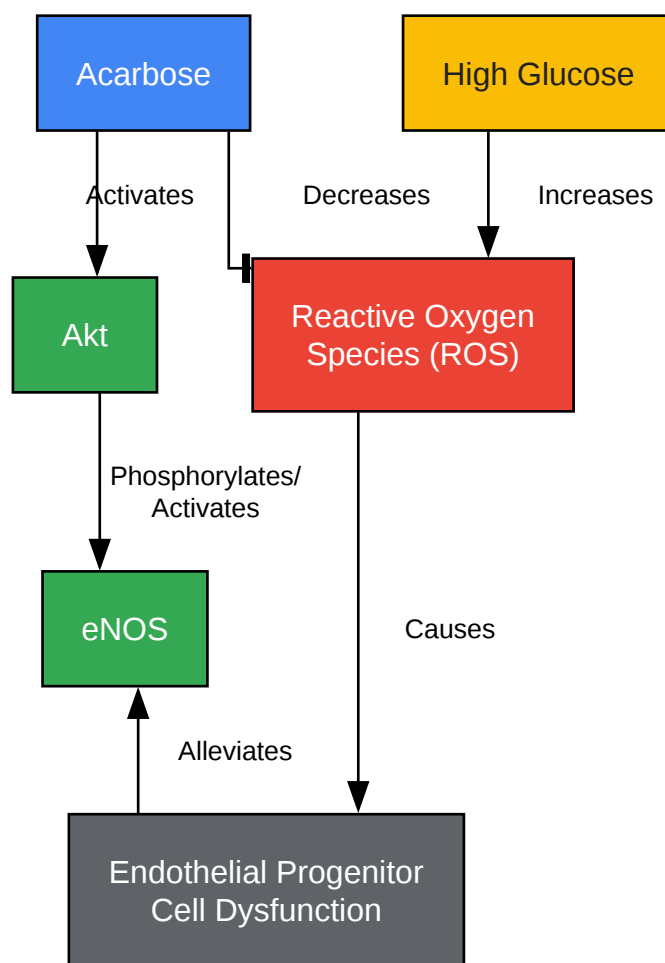 Acarbose
High Glucose
Activates
Decreases
Increases
Akt
Reactive Oxygen
Species (ROS)
Phosphorylates/
Activates
eNOS
Causes
Alleviates
Endothelial Progenitor
Cell Dysfunction